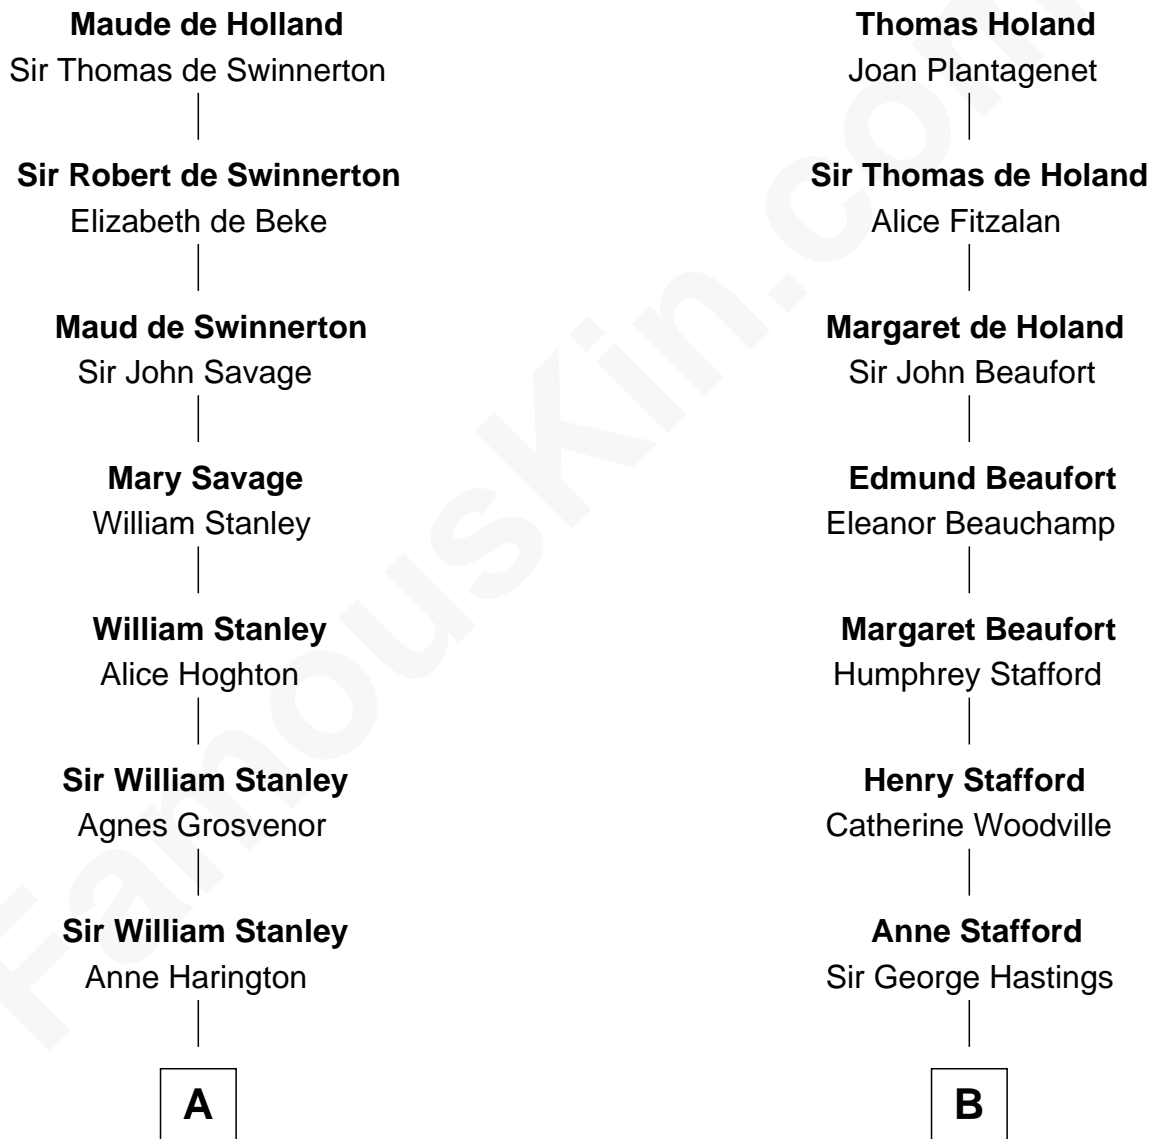 Maude de Holland
Sir Thomas de Swinnerton
Sir Robert de Swinnerton
Elizabeth de Beke
Maud de Swinnerton
Sir John Savage
Mary Savage
William Stanley
William Stanley
Alice Hoghton
Sir William Stanley
Agnes Grosvenor
Sir William Stanley
Anne Harington
A
Thomas Holand
Joan Plantagenet
Sir Thomas de Holand
Alice Fitzalan
Margaret de Holand
Sir John Beaufort
Edmund Beaufort
Eleanor Beauchamp
Margaret Beaufort
Humphrey Stafford
Henry Stafford
Catherine Woodville
Anne Stafford
Sir George Hastings
B
FamousKin.com